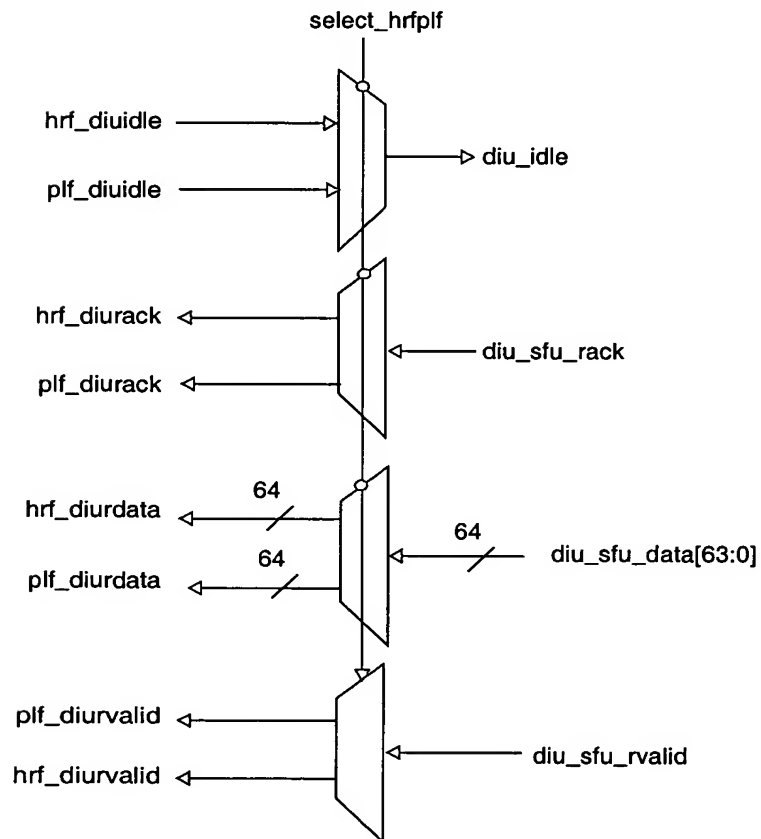 select_hrfplf
hrf_diuidle
diu_idle
plf_diuidle
hrf_diurack
diu_sfu_rack
plf_diurack
64
hrf_diurdata
64
diu_sfu_data[63:0]
64
plf_diurdata
plf_diurvalid
diu_sfu_rvalid
hrf_diurvalid